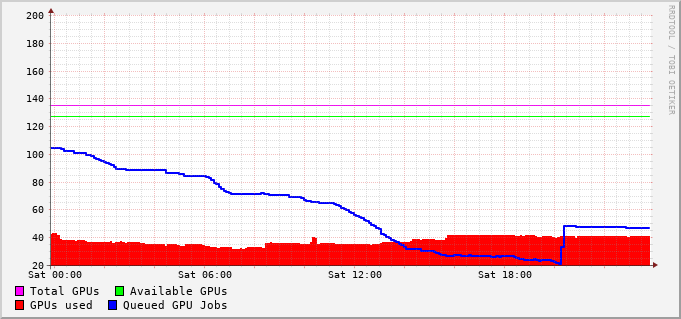 200
180
160
140
120
100
80
60
40
20
Sat 00:00 Sat 06:00 Sat 12:00 Sat 18:00
Total GPUs Available GPUs
GPUs used Queued GPU Jobs
RRDTOOL / TOBI OETIKER